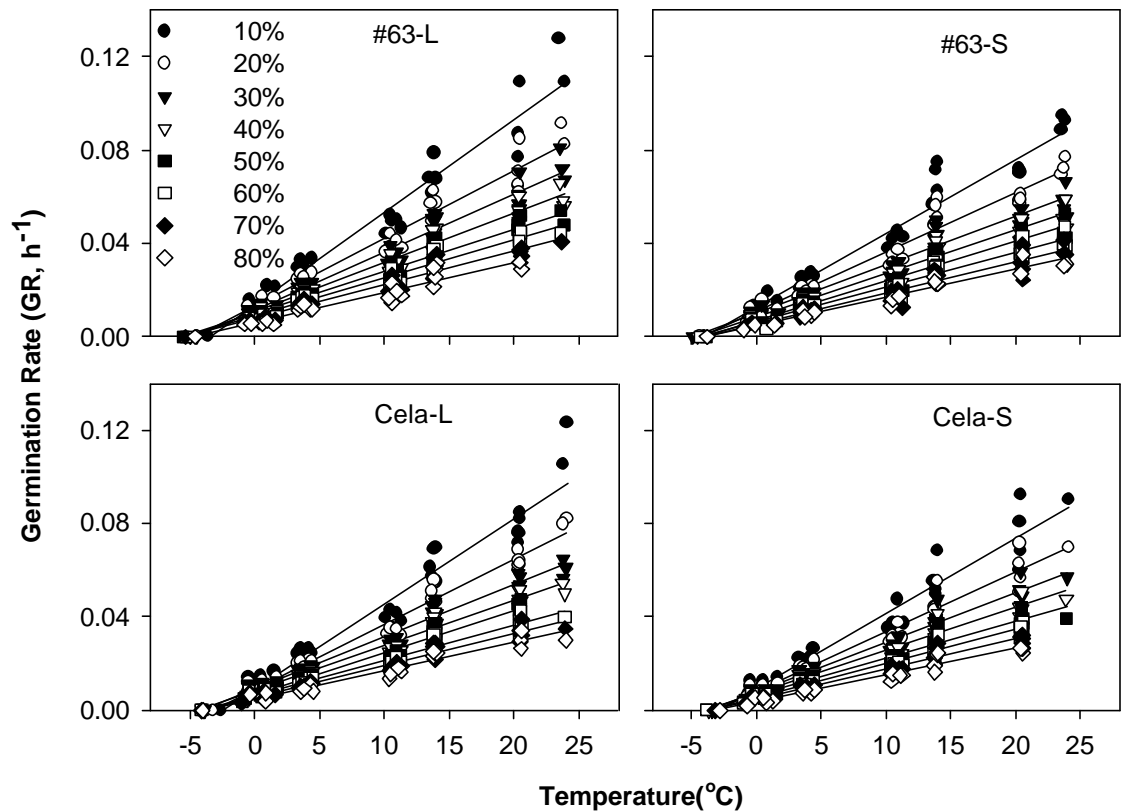 #63-L
#63-S
10%
20%
30%
40%
50%
60%
70%
80%
0.12
0.08
0.04
0.00
Cela-L
Cela-S
0.12
0.08
0.04
0.00
-5 0 5 10 15 20 25
-5 0 5 10 15 20 25
Germination Rate (GR, h⁻¹)
Temperature(°C)